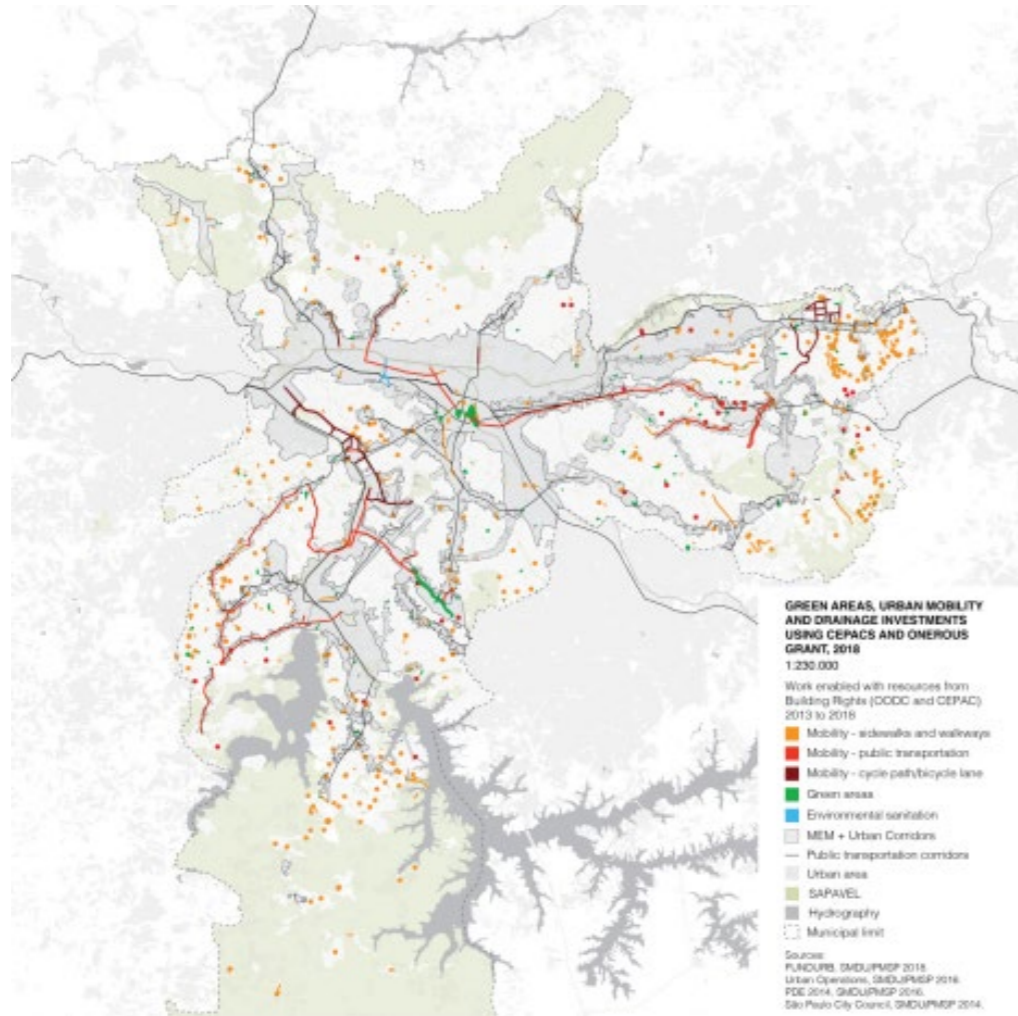 GREEN AREAS, URBAN MOBILITY
AND DRAINAGE INVESTMENTS
USING CEPACS AND ONEROUS
GRANT, 2018
1:230.000
Work enabled with resources from
Building Rights (OODC and CEPAC)
2013 to 2018
Mobility - sidewalks and walkways
Mobility - public transportation
Mobility - cycle path/bicycle lane
Green areas
Environmental sanitation
MEM + Urban Corridors
Public transportation corridors
Urban area
SAPAVEL
Hydrography
Municipal limit
Sources:
FUNDURB, SMDU/PMSP 2018.
Urban Operations, SMDU/PMSP 2018.
PDE 2014, SMDU/PMSP 2016.
São Paulo City Council, SMDU/PMSP 2014.